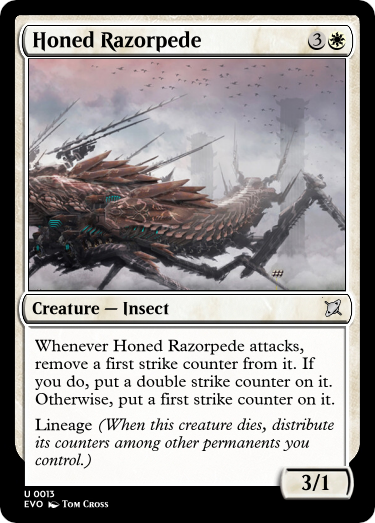 Honed Razorpede 3
Creature — Insect
Whenever Honed Razorpede attacks,
remove a first strike counter from it. If
you do, put a double strike counter on it.
Otherwise, put a first strike counter on it.
Lineage (When this creature dies, distribute
its counters among other permanents you
control.)
3/1
U 0013
EVO Tom Cross